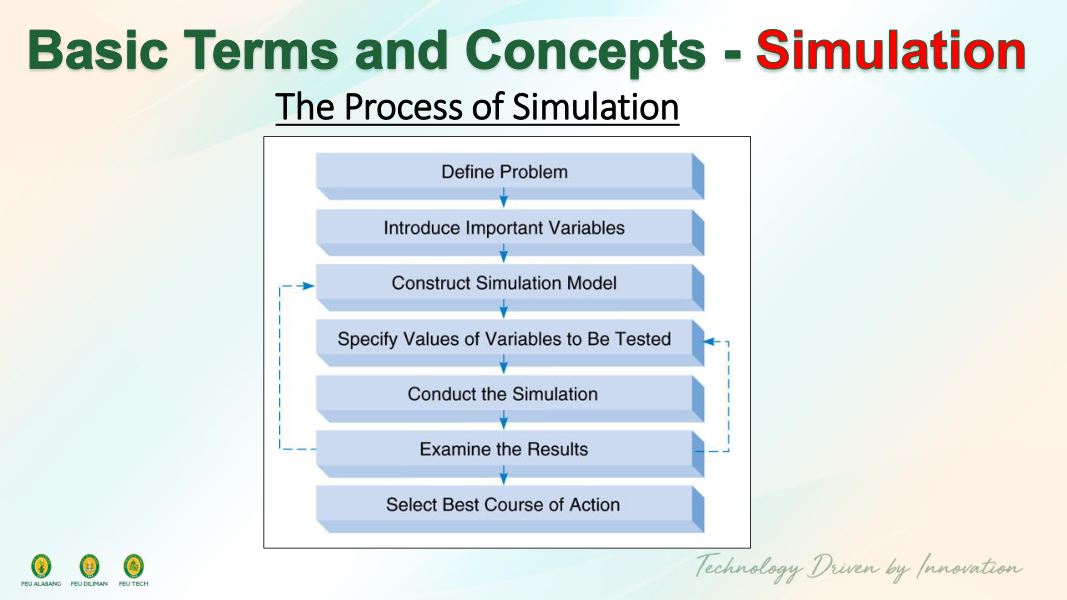 Basic Terms and Concepts - Simulation
The Process of Simulation
Define Problem
Introduce Important Variables
Construct Simulation Model
Specify Values of Variables to Be Tested
Conduct the Simulation
Examine the Results
Select Best Course of Action
FEU ALABANG FEU DILIMAN FEU TECH
Technology Driven by Innovation